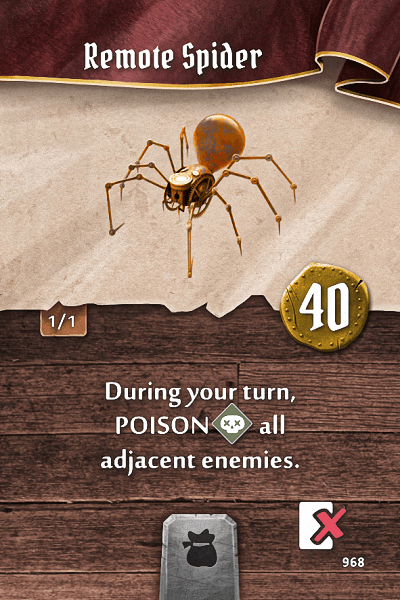 Remote Spider
1/1
40
During your turn,
POISON all
adjacent enemies.
968